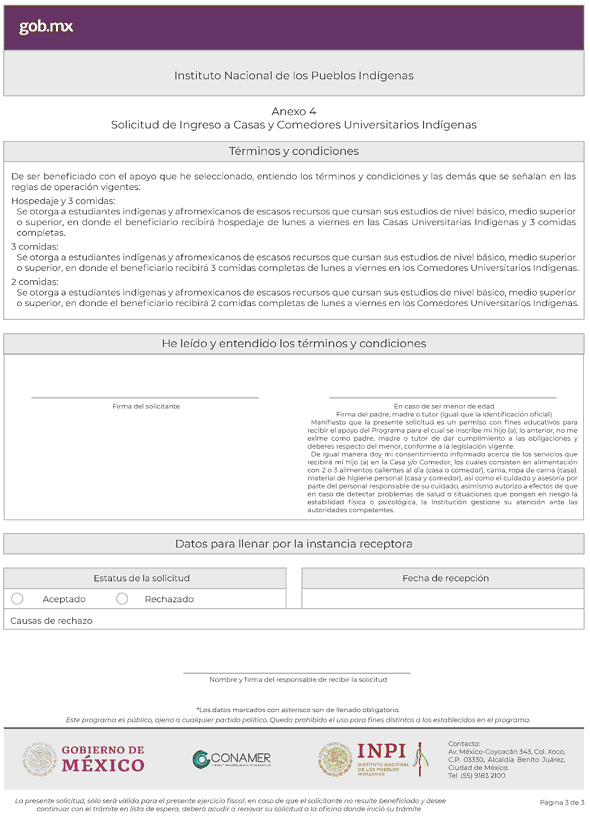 gob.mx
Instituto Nacional de los Pueblos Indígenas
Anexo 4
Solicitud de Ingreso a Casas y Comedores Universitarios Indígenas
Términos y condiciones
De ser beneficiado con el apoyo que he seleccionado, entiendo los términos y condiciones y las demás que se señalan en las
reglas de operación vigentes:
Hospedaje y 3 comidas:
Se otorga a estudiantes indígenas y afromexicanos de escasos recursos que cursan sus estudios de nivel básico, medio superior
o superior, en donde el beneficiario recibirá hospedaje de lunes a viernes en las Casas Universitarias Indígenas y 3 comidas
completas.
3 comidas:
Se otorga a estudiantes indígenas y afromexicanos de escasos recursos que cursan sus estudios de nivel básico, medio superior
o superior, en donde el beneficiario recibirá 3 comidas completas de lunes a viernes en los Comedores Universitarios Indígenas.
2 comidas:
Se otorga a estudiantes indígenas y afromexicanos de escasos recursos que cursan sus estudios de nivel básico, medio superior
o superior, en donde el beneficiario recibirá 2 comidas completas de lunes a viernes en los Comedores Universitarios Indígenas.
He leído y entendido los términos y condiciones
Firma del solicitante
En caso de ser menor de edad
Firma del padre, madre o tutor (igual que la identificación oficial)
Manifiesto que la presente solicitud es un permiso con fines educativos para
recibir el apoyo del Programa para el cual se inscribe mi hijo (a); lo anterior, no me
exime como padre, madre o tutor de dar cumplimiento a las obligaciones y
deberes respecto del menor, conforme a la legislación vigente.
De igual manera doy mi consentimiento informado acerca de los servicios que
recibirá mi hijo (a) en la Casa y/o Comedor, los cuales consisten en alimentación
con 2 o 3 alimentos calientes al día (casa o comedor), cama, ropa de cama (casa),
material de higiene personal (casa y comedor), así como el cuidado y asesoría por
parte del personal responsable de su cuidado, asimismo autorizo a efectos de que
en caso de detectar problemas de salud o situaciones que pongan en riesgo la
estabilidad física o psicológica, la Institución gestione su atención ante las
autoridades competentes.
Datos para llenar por la instancia receptora
Estatus de la solicitud
Fecha de recepción
Aceptado
Rechazado
Causas de rechazo
Nombre y firma del responsable de recibir la solicitud
*Los datos marcados con asterisco son de llenado obligatorio.
Este programa es público, ajeno a cualquier partido político. Queda prohibido el uso para fines distintos a los establecidos en el programa.
GOBIERNO DE
MÉXICO
CONAMER
INPI
INSTITUTO NACIONAL
DE LOS PUEBLOS
INDÍGENAS
Contacto:
Av. México-Coyoacán 343, Col. Xoco,
C.P. 03330, Alcaldía Benito Juárez,
Ciudad de México.
Tel. (55) 9183 2100
La presente solicitud, sólo será válida para el presente ejercicio fiscal, en caso de que el solicitante no resulte beneficiado y desee
continuar con el trámite en lista de espera, deberá acudir a renovar su solicitud a la oficina donde inició su trámite
Página 3 de 3